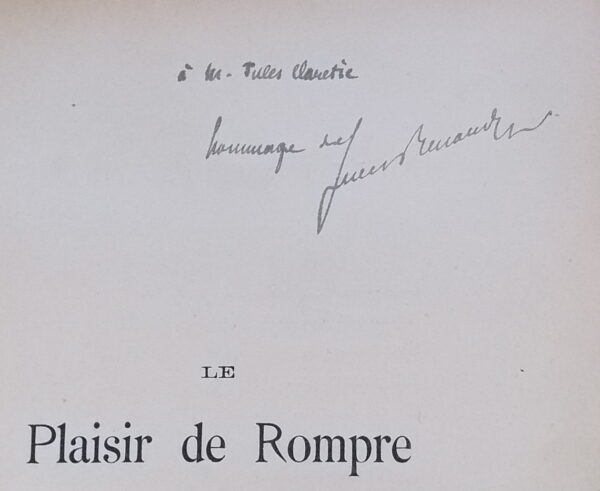 à M. Jules Claretie
hommage de
Jules Renard
LE
Plaisir de Rompre